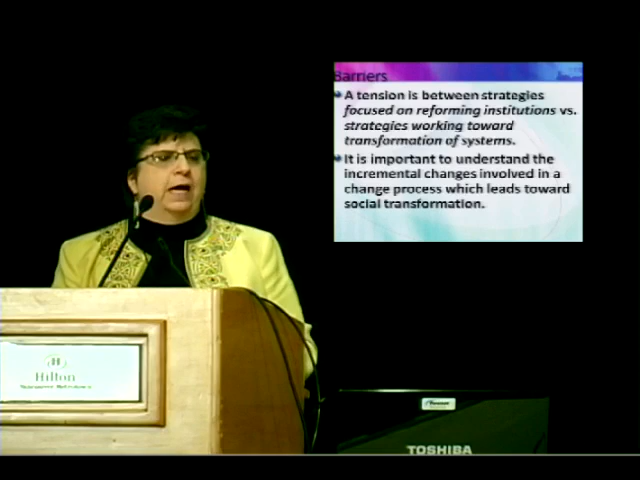 Barriers
A tension is between strategies
focused on reforming institutions vs.
strategies working toward
transformation of systems.
It is important to understand the
incremental changes involved in a
change process which leads toward
social transformation.
H
Hilton
TOSHIBA